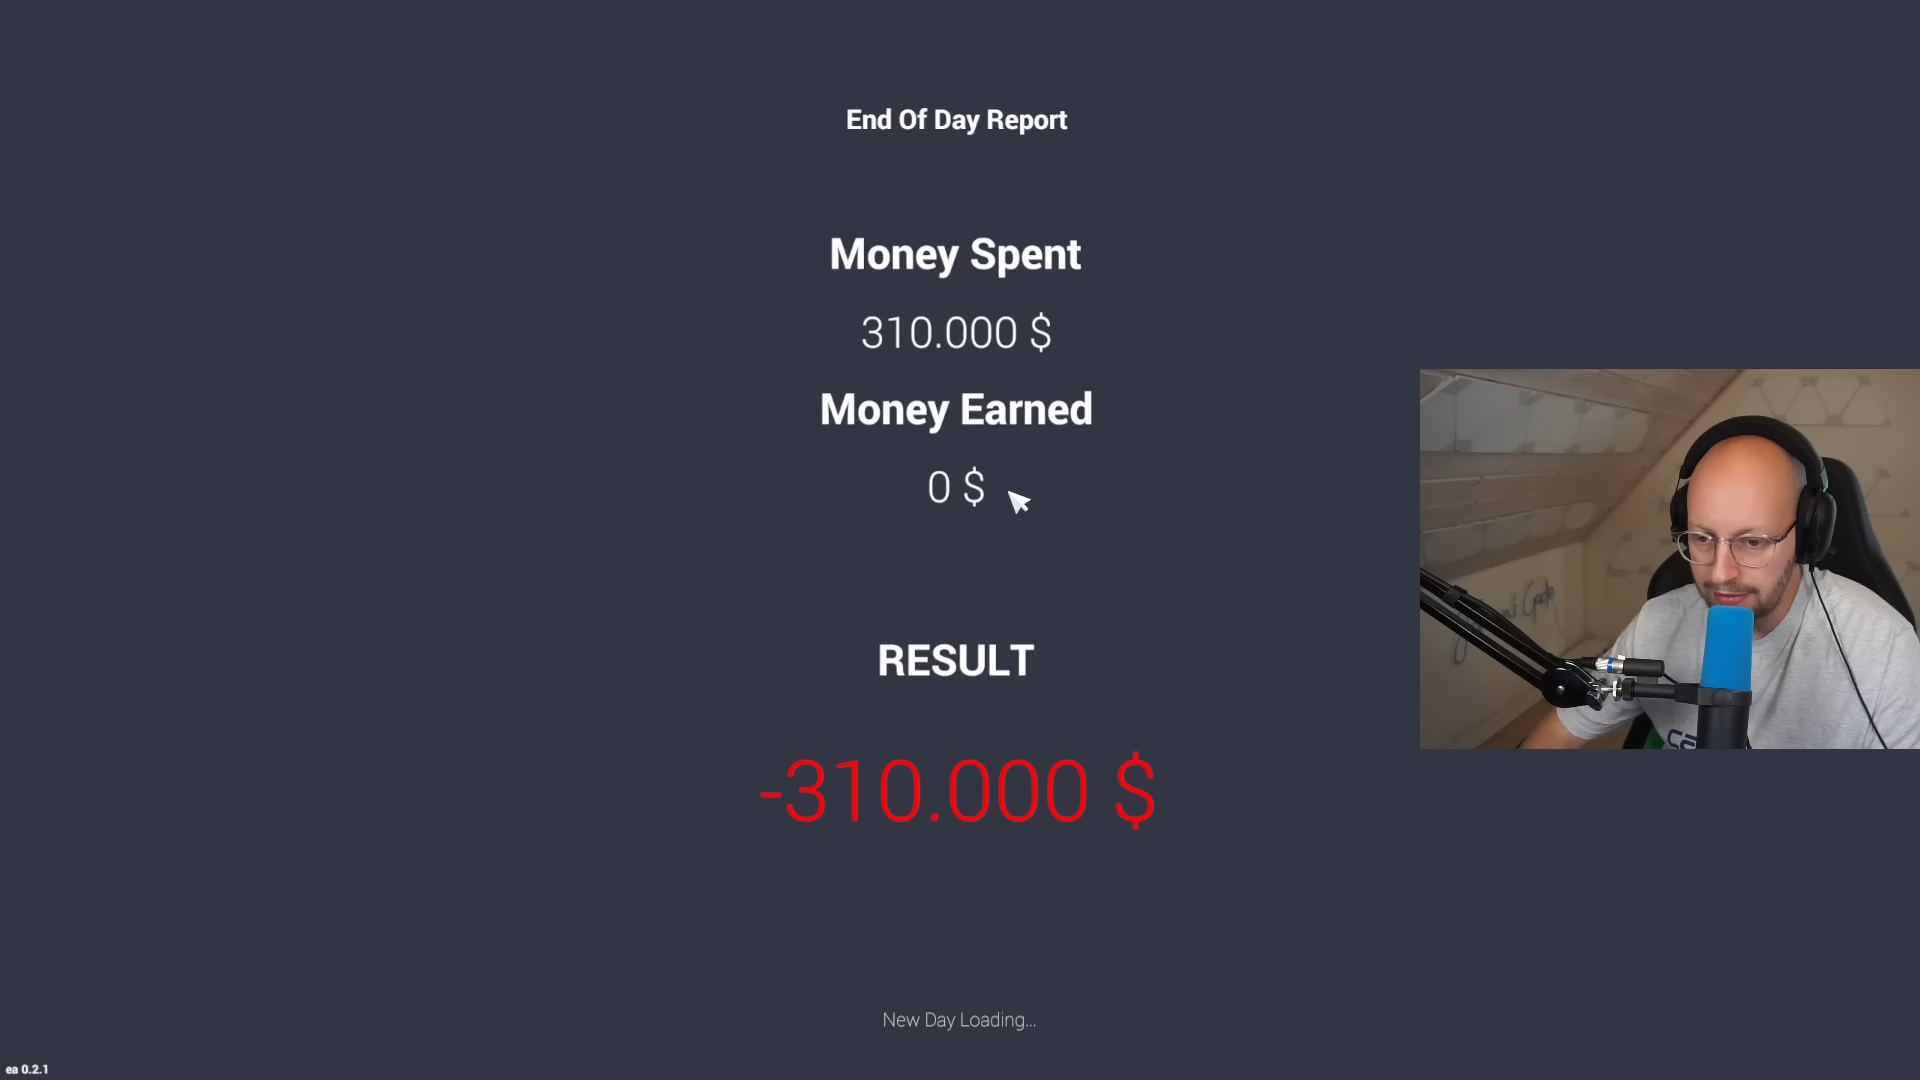 End Of Day Report
Money Spent
310.000 $
Money Earned
0 $
RESULT
-310.000 $
New Day Loading...
ea 0.2.1